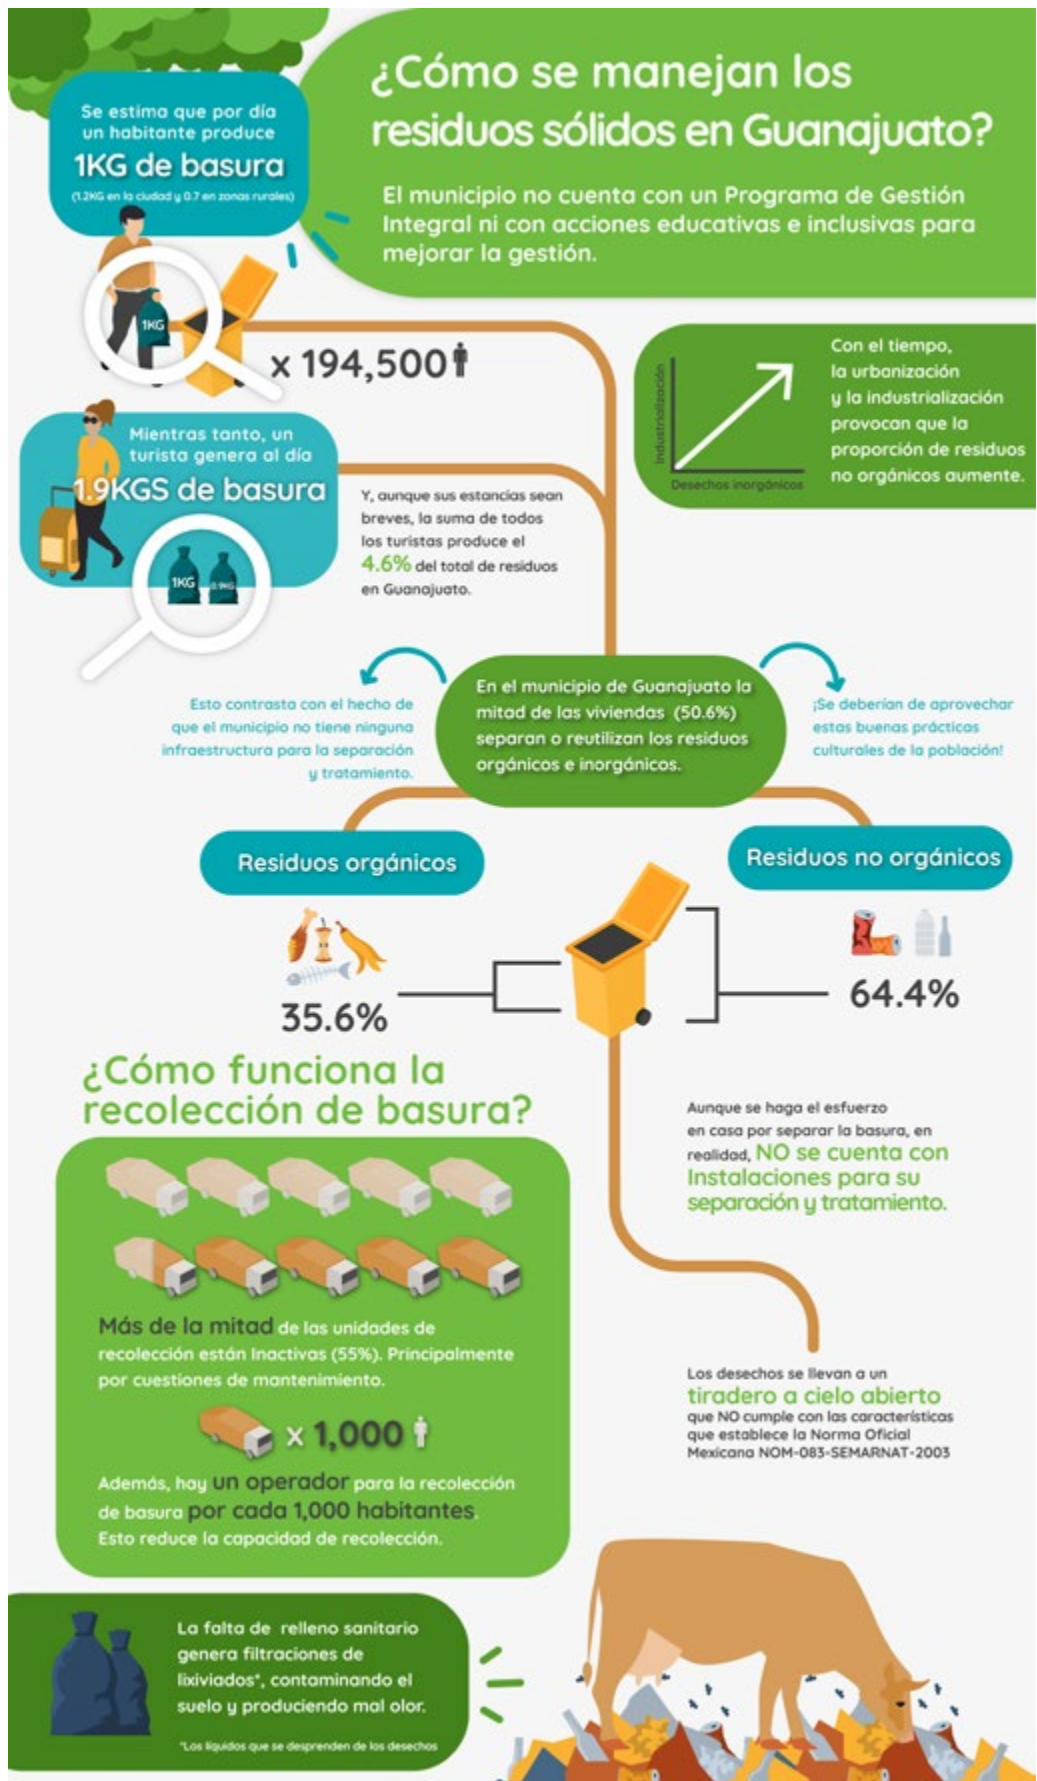 ¿Cómo se manejan los
residuos sólidos en Guanajuato?
El municipio no cuenta con un Programa de Gestión
Integral ni con acciones educativas e inclusivas para
mejorar la gestión.
Se estima que por día
un habitante produce
1KG de basura
(1.2KG en la ciudad y 0.7 en zonas rurales)
1KG
x 194,500
Con el tiempo,
la urbanización
y la industrialización
provocan que la
proporción de residuos
no orgánicos aumente.
Industrialización
Desechos inorgánicos
Mientras tanto, un
turista genera al día
1.9KGS de basura
1KG
0.9KG
Y, aunque sus estancias sean
breves, la suma de todos
los turistas produce el
4.6% del total de residuos
en Guanajuato.
En el municipio de Guanajuato la
mitad de las viviendas (50.6%)
separan o reutilizan los residuos
orgánicos e inorgánicos.
Esto contrasta con el hecho de
que el municipio no tiene ninguna
infraestructura para la separación
y tratamiento.
¡Se deberían de aprovechar
estas buenas prácticas
culturales de la población!
Residuos orgánicos
Residuos no orgánicos
35.6%
64.4%
¿Cómo funciona la
recolección de basura?
Más de la mitad de las unidades de
recolección están Inactivas (55%). Principalmente
por cuestiones de mantenimiento.
x 1,000
Además, hay un operador para la recolección
de basura por cada 1,000 habitantes.
Esto reduce la capacidad de recolección.
Aunque se haga el esfuerzo
en casa por separar la basura, en
realidad, NO se cuenta con
Instalaciones para su
separación y tratamiento.
Los desechos se llevan a un
tiradero a cielo abierto
que NO cumple con las características
que establece la Norma Oficial
Mexicana NOM-083-SEMARNAT-2003
La falta de relleno sanitario
genera filtraciones de
lixiviados*, contaminando el
suelo y produciendo mal olor.
*Los líquidos que se desprenden de los desechos